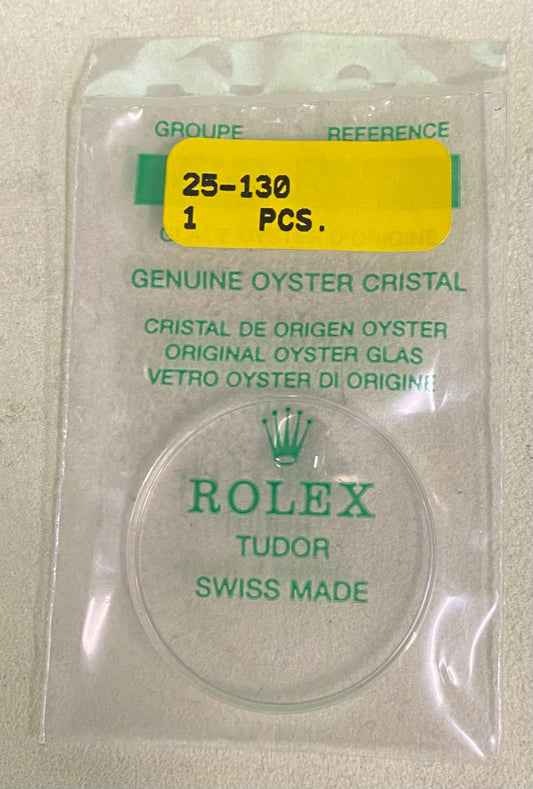 GROUPE REFERENCE
25-130
1 PCS.
GENUINE OYSTER CRISTAL
CRISTAL DE ORIGEN OYSTER
ORIGINAL OYSTER GLAS
VETRO OYSTER DI ORIGINE
ROLEX
TUDOR
SWISS MADE